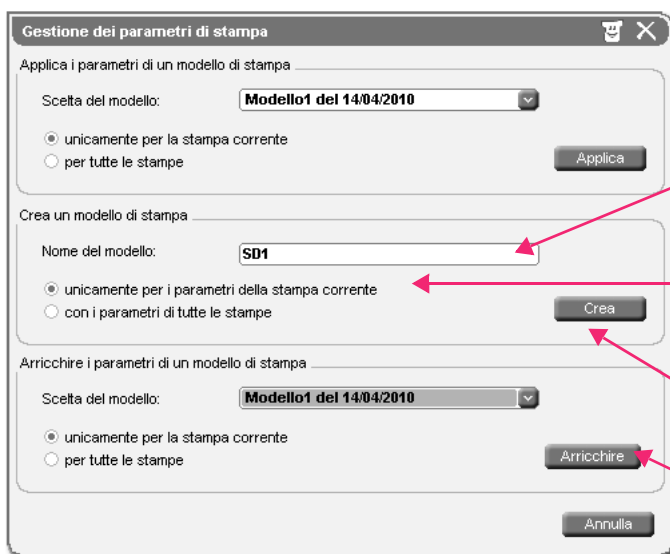 Gestione dei parametri di stampa
Applica i parametri di un modello di stampa
Scelta del modello: Modello1 del 14/04/2010
unicamente per la stampa corrente
per tutte le stampe
Applica
Crea un modello di stampa
Nome del modello: SD1
unicamente per i parametri della stampa corrente
con i parametri di tutte le stampe
Crea
Arricchire i parametri di un modello di stampa
Scelta del modello: Modello1 del 14/04/2010
unicamente per la stampa corrente
per tutte le stampe
Arricchire
Annulla